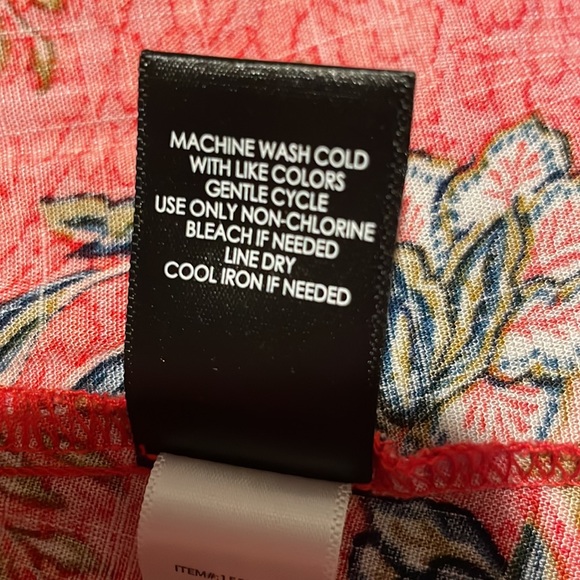 MACHINE WASH COLD
WITH LIKE COLORS
GENTLE CYCLE
USE ONLY NON-CHLORINE
BLEACH IF NEEDED
LINE DRY
COOL IRON IF NEEDED
ITEM#: